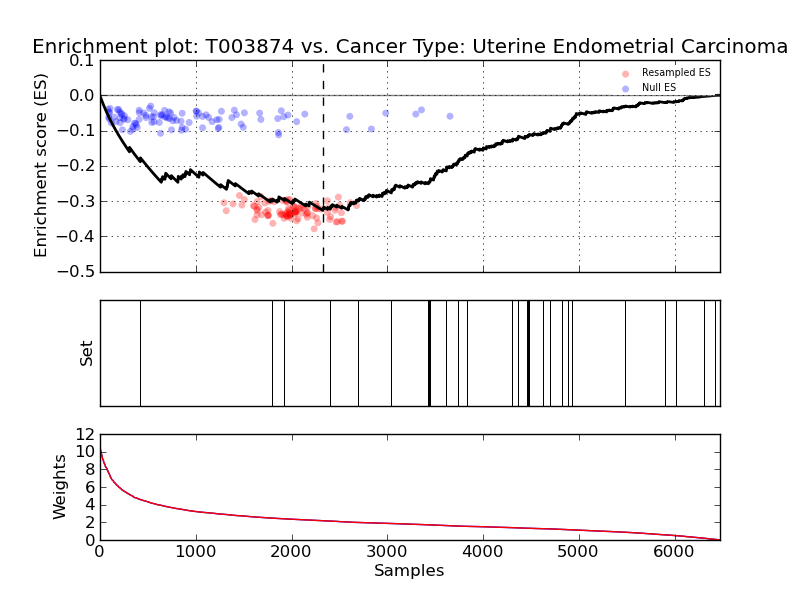 Enrichment plot: T003874 vs. Cancer Type: Uterine Endometrial Carcinoma
Enrichment score (ES)
0.1
0.0
−0.1
−0.2
−0.3
−0.4
−0.5
Resampled ES
Null ES
Set
Weights
12
10
8
6
4
2
0
0 1000 2000 3000 4000 5000 6000
Samples